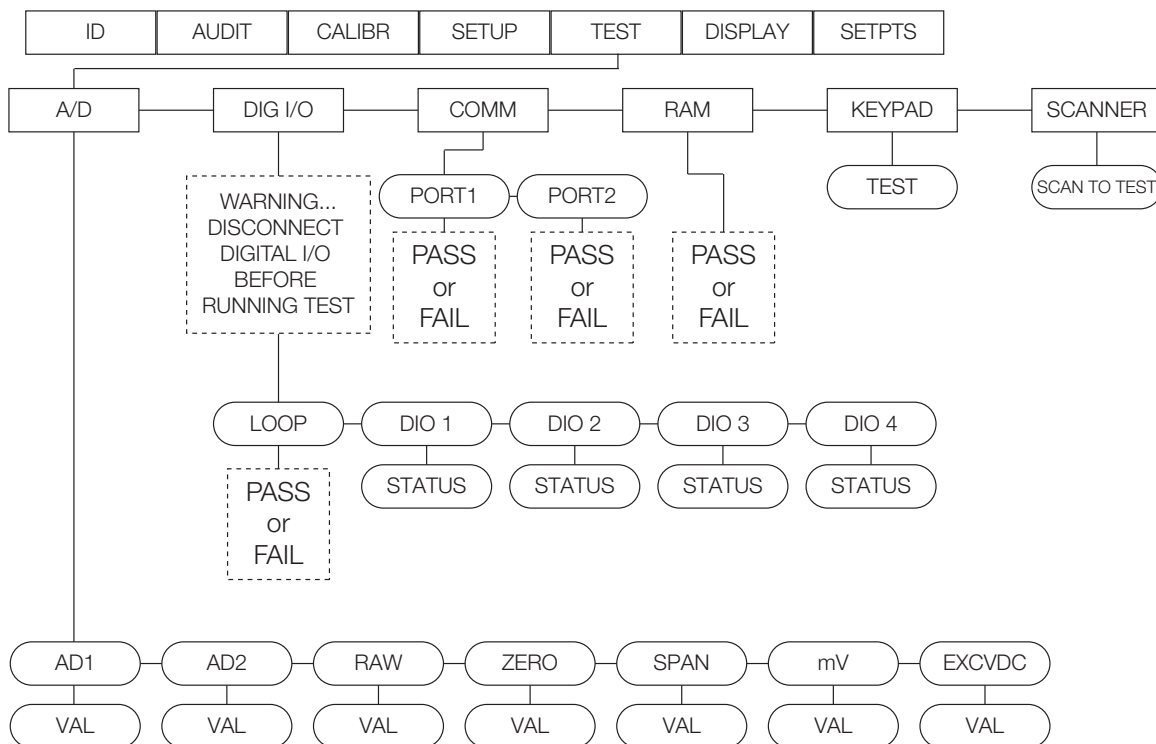 ID AUDIT CALIBR SETUP TEST DISPLAY SETPTS
A/D DIG I/O COMM RAM KEYPAD SCANNER
WARNING...
DISCONNECT
DIGITAL I/O
BEFORE
RUNNING TEST
PORT1 PORT2
PASS
or
FAIL
PASS
or
FAIL
PASS
or
FAIL
TEST
SCAN TO TEST
LOOP DIO 1 DIO 2 DIO 3 DIO 4
STATUS STATUS STATUS STATUS
PASS
or
FAIL
AD1 AD2 RAW ZERO SPAN mV EXCVDC
VAL VAL VAL VAL VAL VAL VAL